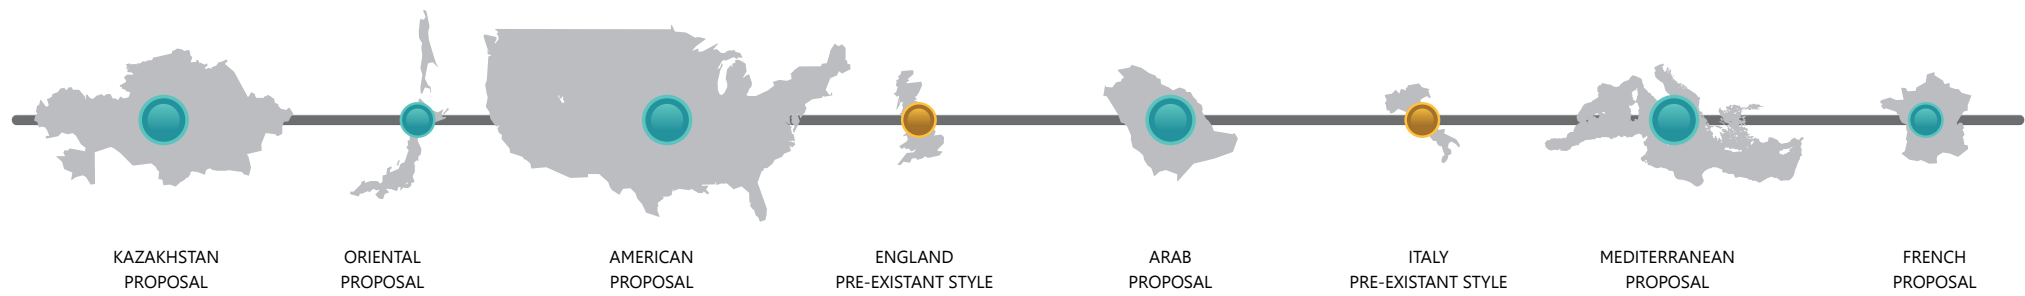 KAZAKHSTAN
PROPOSAL
ORIENTAL
PROPOSAL
AMERICAN
PROPOSAL
ENGLAND
PRE-EXISTANT STYLE
ARAB
PROPOSAL
ITALY
PRE-EXISTANT STYLE
MEDITERRANEAN
PROPOSAL
FRENCH
PROPOSAL